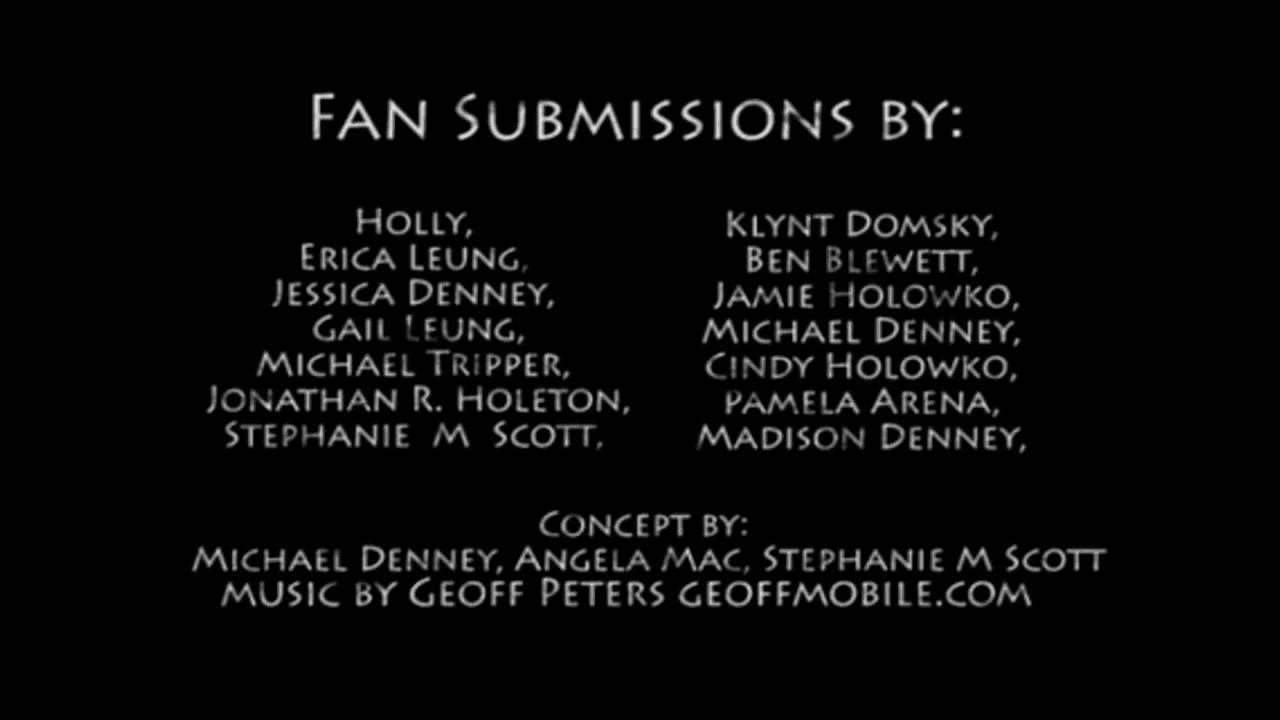 Fan Submissions by:
Holly,
Erica Leung,
Jessica Denney,
Gail Leung,
Michael Tripper,
Jonathan R. Holeton,
Stephanie M Scott,
Klynt Domsky,
Ben Blewett,
Jamie Holowko,
Michael Denney,
Cindy Holowko,
Pamela Arena,
Madison Denney,
Concept by:
Michael Denney, Angela Mac, Stephanie M Scott
music by Geoff Peters geoffmobile.com